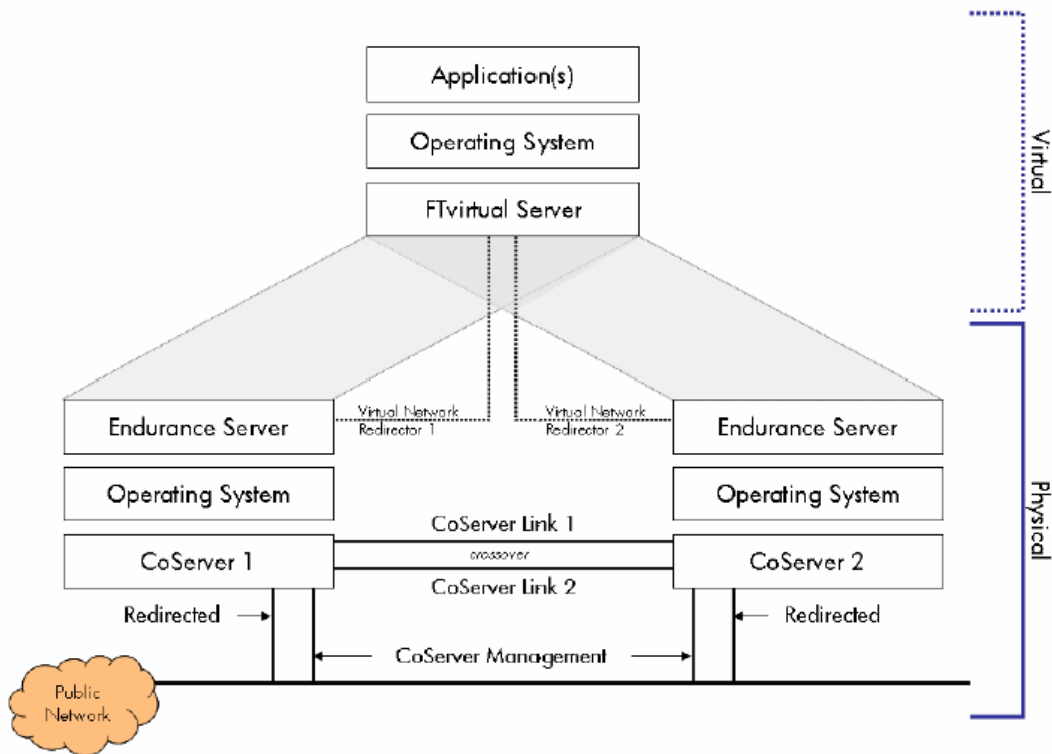 Application(s)
Operating System
FTvirtual Server
Virtual
Endurance Server
Virtual Network
Redirector 1
Virtual Network
Redirector 2
Endurance Server
Operating System
Operating System
Physical
CoServer Link 1
CoServer 1
crossover
CoServer 2
CoServer Link 2
Redirected
Redirected
CoServer Management
Public
Network